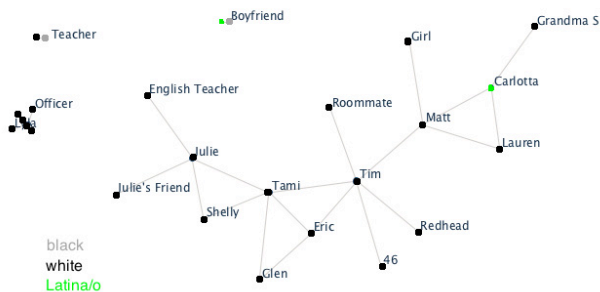 Boyfriend
Grandma S
Teacher
Girl
Carlotta
English Teacher
Roommate
Officer
Matt
Lyla
Lauren
Julie
Tim
Julie's Friend
Tami
Shelly
Eric
Redhead
46
Glen
black
white
Latina/o